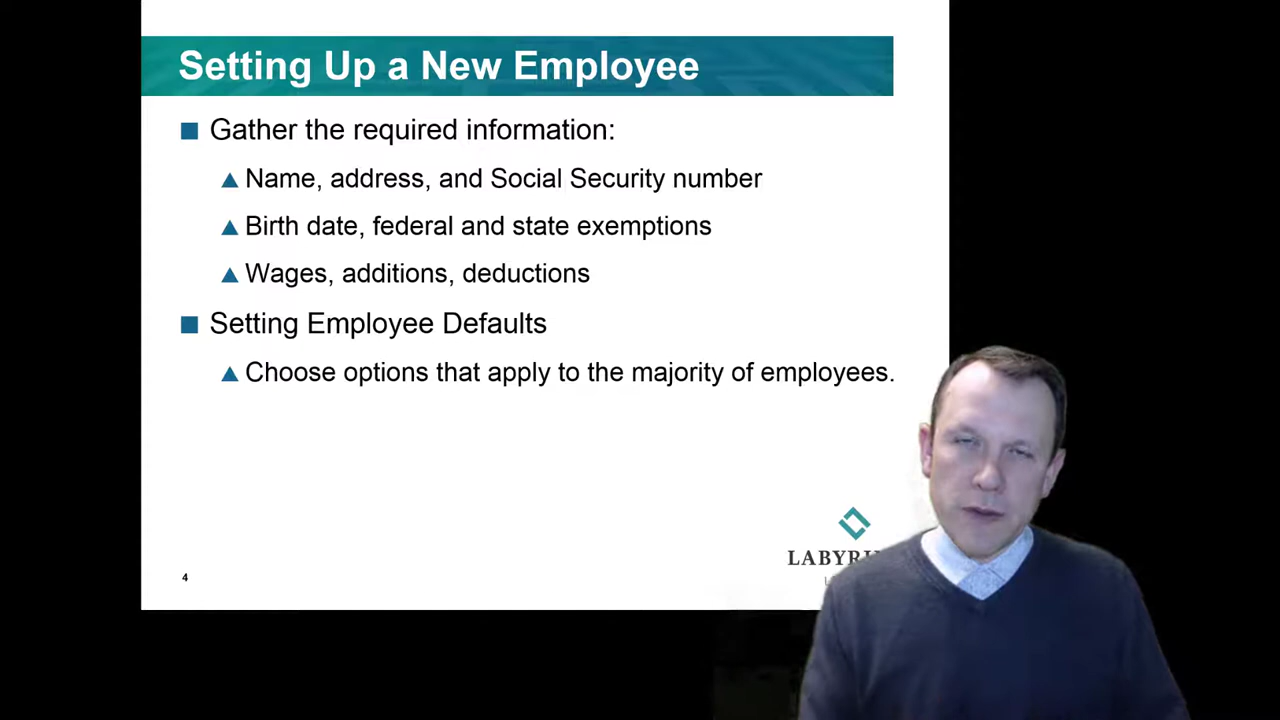 Setting Up a New Employee
Gather the required information:
Name, address, and Social Security number
Birth date, federal and state exemptions
Wages, additions, deductions
Setting Employee Defaults
Choose options that apply to the majority of employees.
4